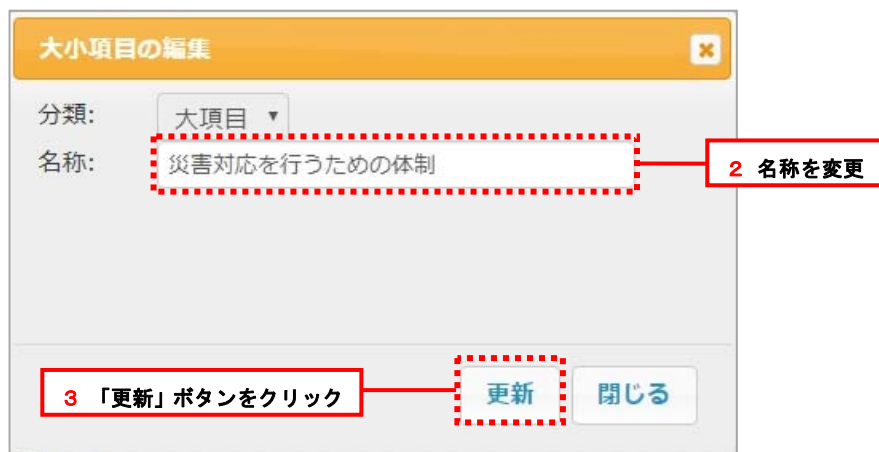 大小項目の編集
分類:
大項目
名称:
災害対応を行うための体制
2 名称を変更
3 「更新」ボタンをクリック
更新
閉じる